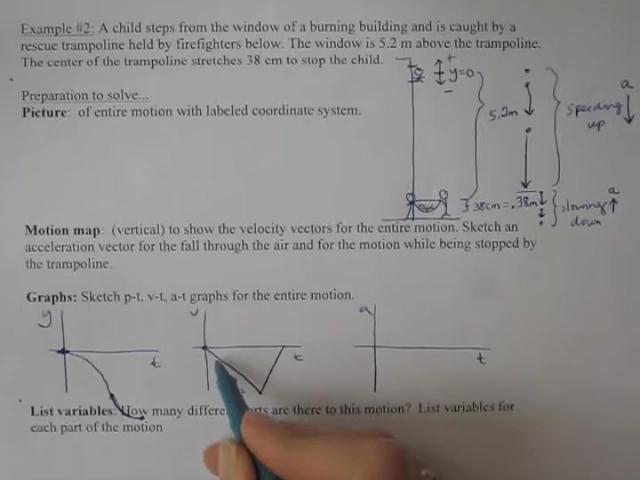 Example #2: A child steps from the window of a burning building and is caught by a
rescue trampoline held by firefighters below. The window is 5.2 m above the trampoline.
The center of the trampoline stretches 38 cm to stop the child.
+
y=0
-
5.2m
speeding
up
a
Preparation to solve...
Picture: of entire motion with labeled coordinate system.
38cm = .38m
slowing
down
a
Motion map: (vertical) to show the velocity vectors for the entire motion. Sketch an
acceleration vector for the fall through the air and for the motion while being stopped by
the trampoline.
Graphs: Sketch p-t, v-t, a-t graphs for the entire motion.
y
t
v
t
a
t
List variables: How many different are there to this motion? List variables for
each part of the motion